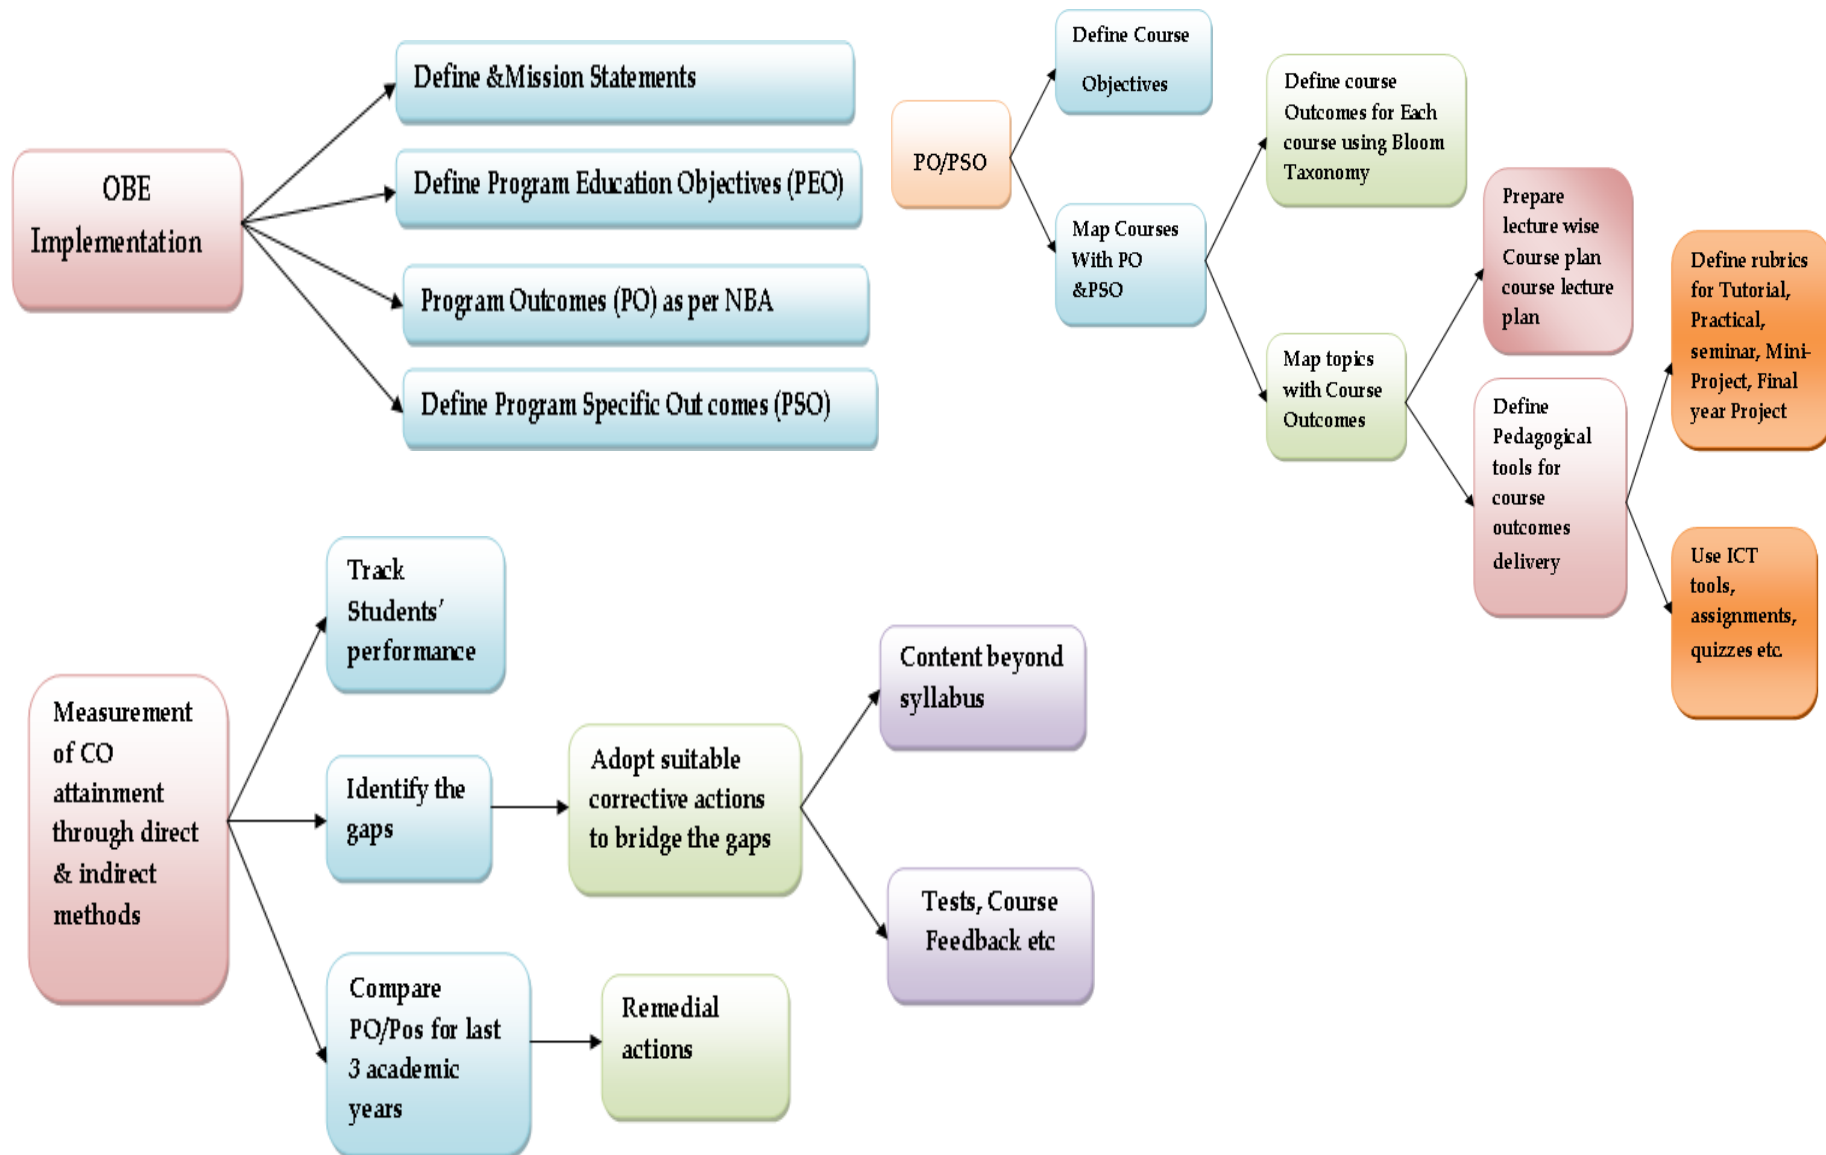 OBE
Implementation
Define &Mission Statements
Define Program Education Objectives (PEO)
Program Outcomes (PO) as per NBA
Define Program Specific Out comes (PSO)
PO/PSO
Define Course
Objectives
Map Courses
With PO
&PSO
Define course
Outcomes for Each
course using Bloom
Taxonomy
Map topics
with Course
Outcomes
Prepare
lecture wise
Course plan
course lecture
plan
Define
Pedagogical
tools for
course
outcomes
delivery
Define rubrics
for Tutorial,
Practical,
seminar, Mini-
Project, Final
year Project
Use ICT
tools,
assignments,
quizzes etc.
Measurement
of CO
attainment
through direct
& indirect
methods
Track
Students'
performance
Identify the
gaps
Compare
PO/Pos for last
3 academic
years
Adopt suitable
corrective actions
to bridge the gaps
Remedial
actions
Content beyond
syllabus
Tests, Course
Feedback etc